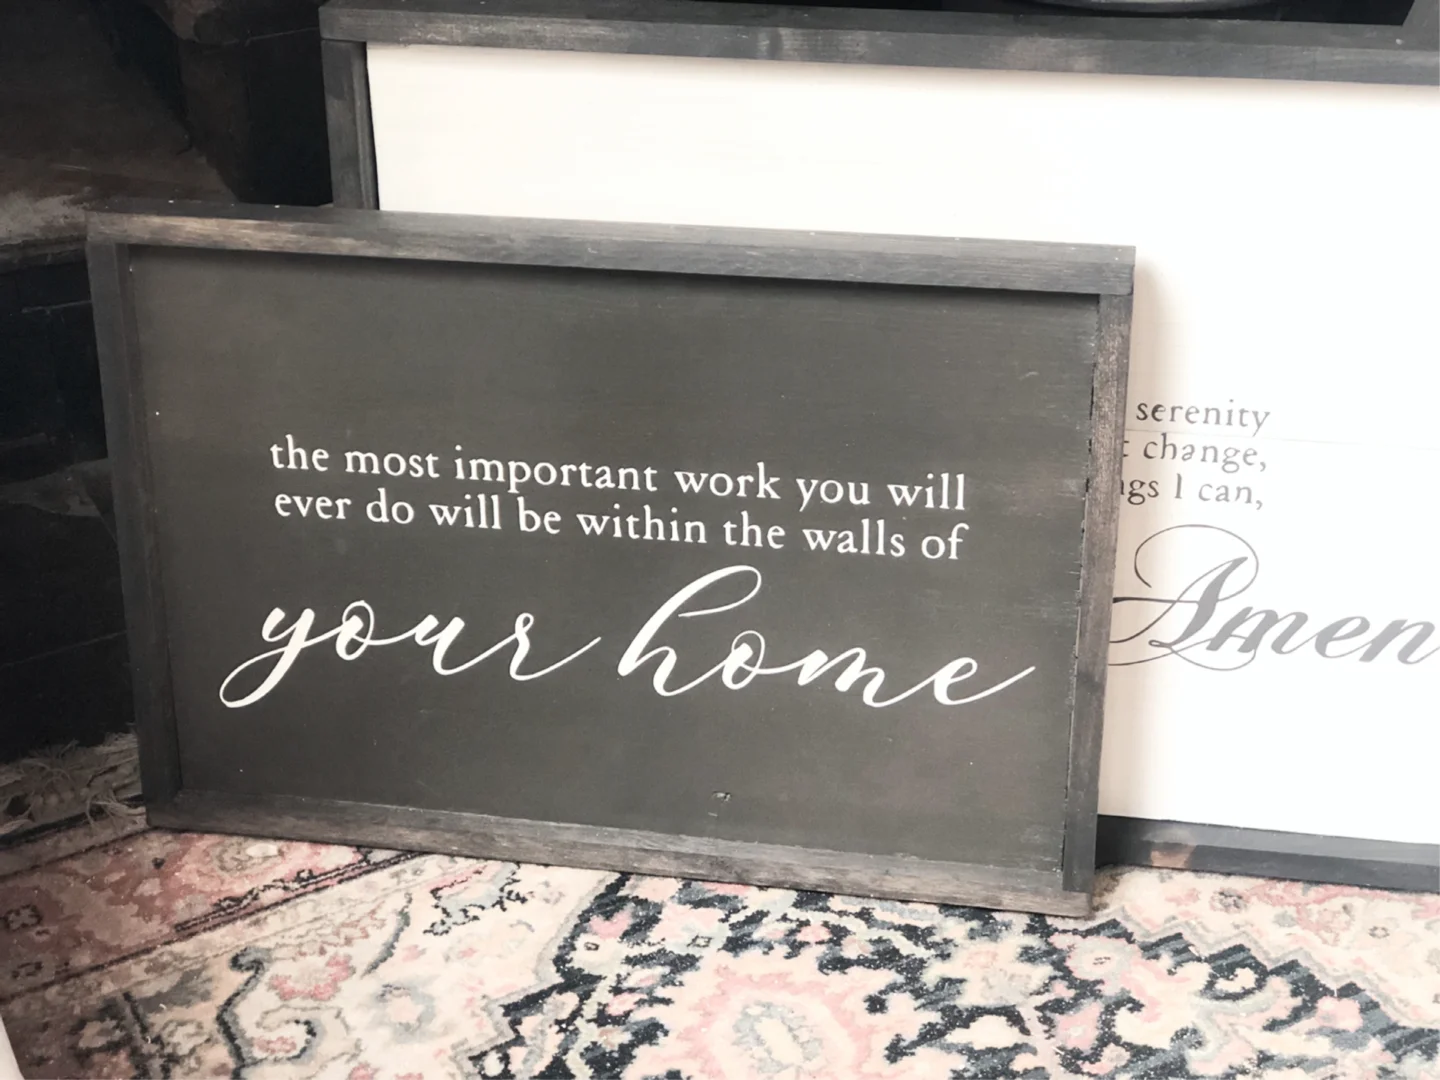 the most important work you will
ever do will be within the walls of
your home
serenity
change,
I can,
Amen